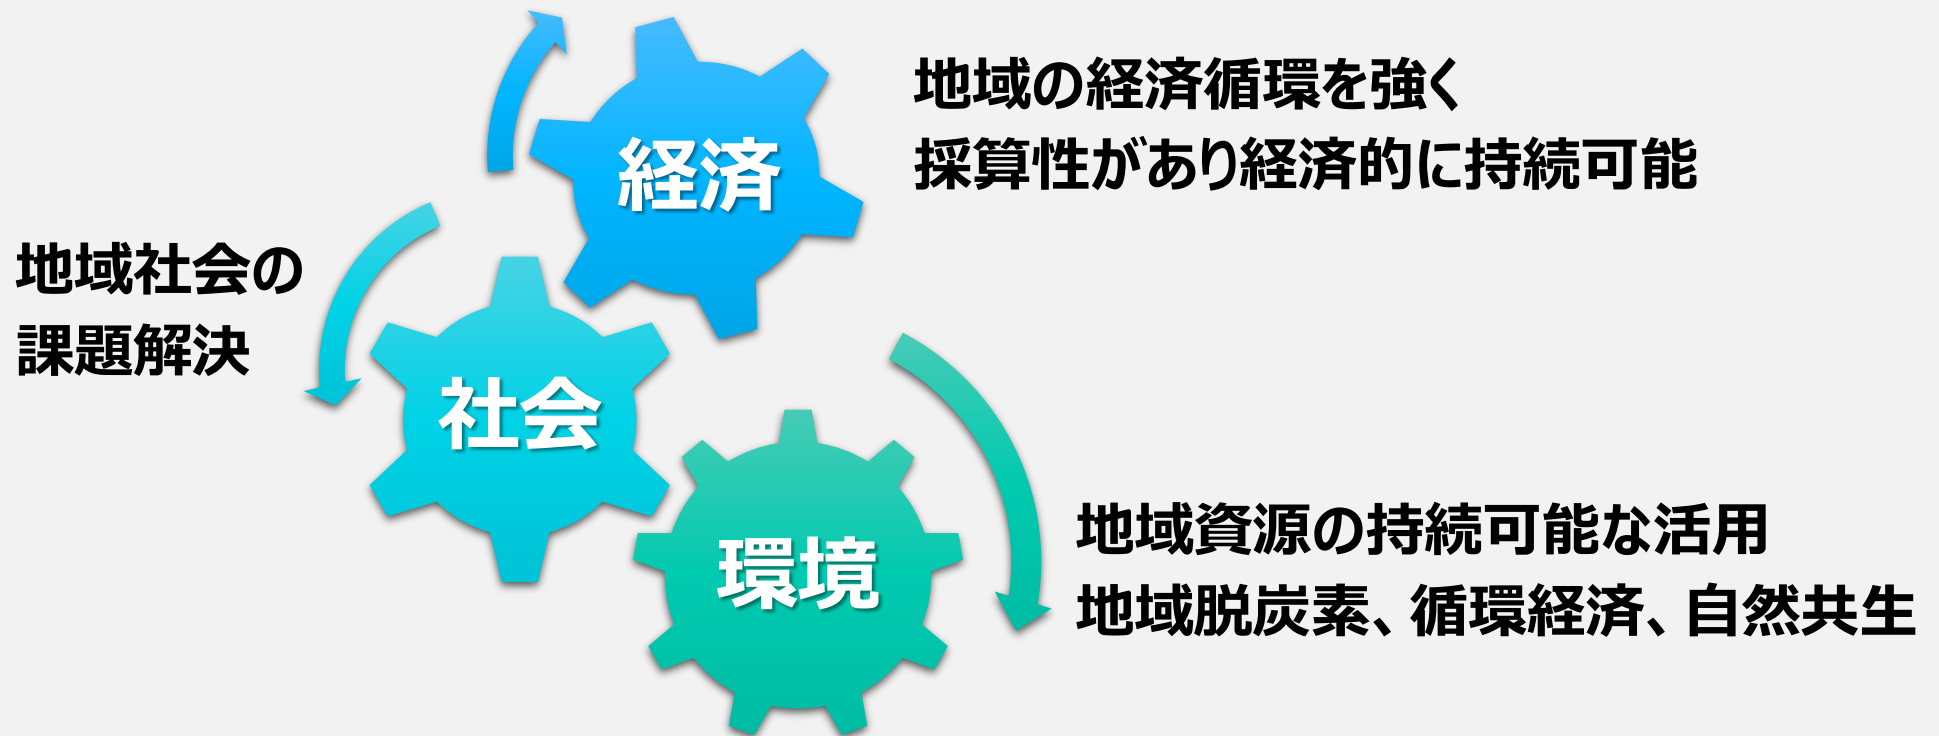 経済
地域の経済循環を強く
採算性があり経済的に持続可能
地域社会の
課題解決
社会
環境
地域資源の持続可能な活用
地域脱炭素、循環経済、自然共生